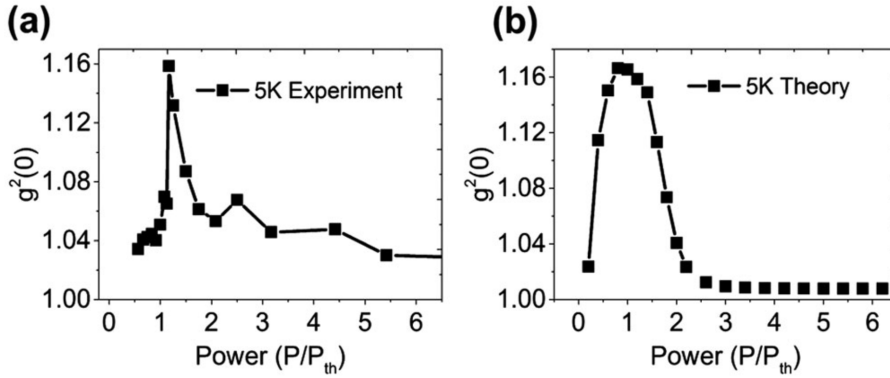 (a)
1.16
1.12
1.08
1.04
1.00
g²(0)
5K Experiment
0 1 2 3 4 5 6
Power (P/Pth)
(b)
1.16
1.12
1.08
1.04
1.00
g²(0)
5K Theory
0 1 2 3 4 5 6
Power (P/Pth)